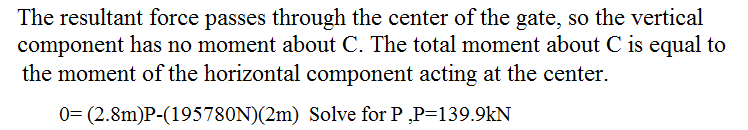 The resultant force passes through the center of the gate, so the vertical
component has no moment about C. The total moment about C is equal to
the moment of the horizontal component acting at the center.
0= (2.8m)P-(195780N)(2m)  Solve for P ,P=139.9kN